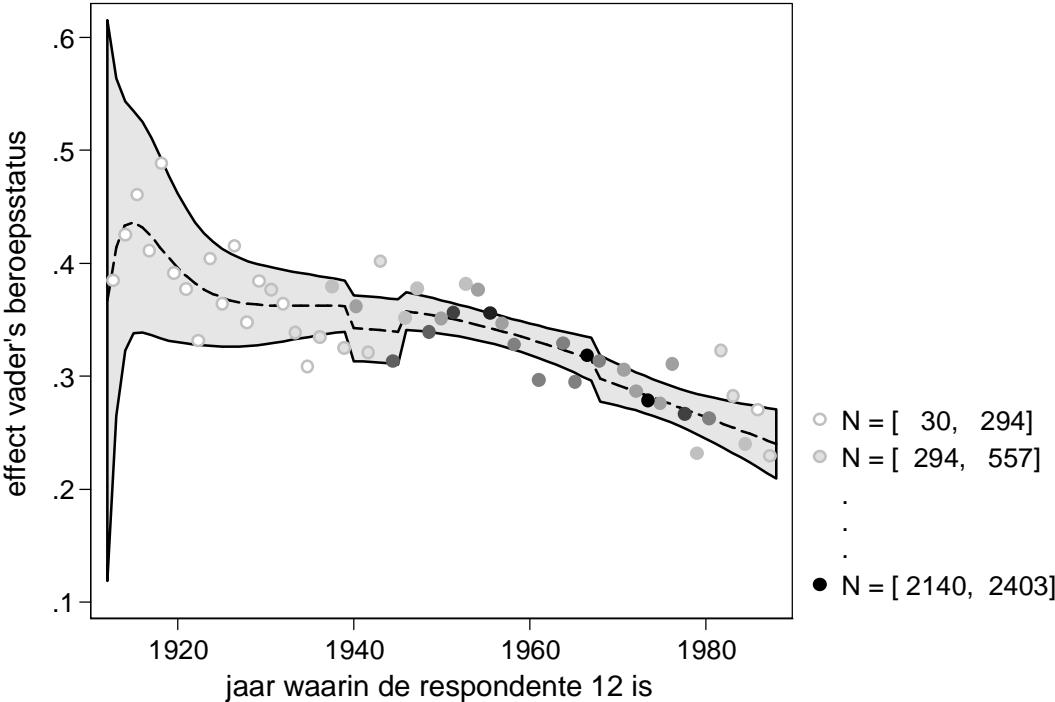 effect vader's beroepsstatus
.6
.5
.4
.3
.2
.1
1920 1940 1960 1980
jaar waarin de respondente 12 is
N = [ 30, 294]
N = [ 294, 557]
.
.
.
N = [ 2140, 2403]